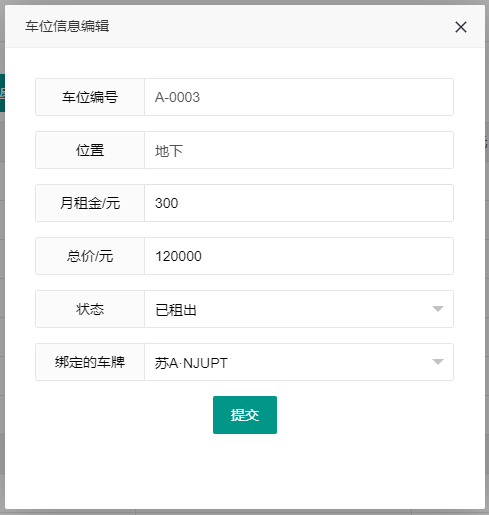 车位信息编辑
车位编号 A-0003
位置 地下
月租金/元 300
总价/元 120000
状态 已租出
绑定的车牌 苏A·NJUPT
提交